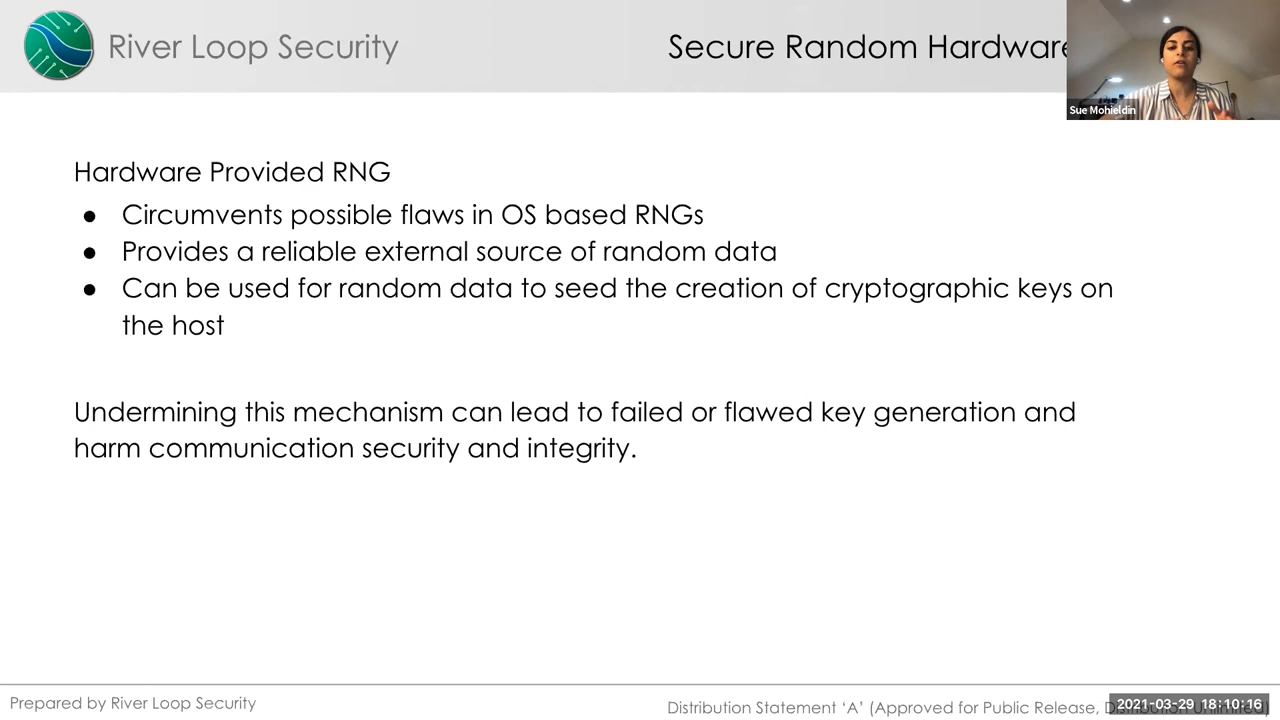 River Loop Security
Secure Random Hardware
Sue Mohieldin
Hardware Provided RNG
● Circumvents possible flaws in OS based RNGs
● Provides a reliable external source of random data
● Can be used for random data to seed the creation of cryptographic keys on
the host
Undermining this mechanism can lead to failed or flawed key generation and
harm communication security and integrity.
Prepared by River Loop Security
Distribution Statement ‘A’ (Approved for Public Release, Distribution Unlimited)
2021-03-29 18:10:16